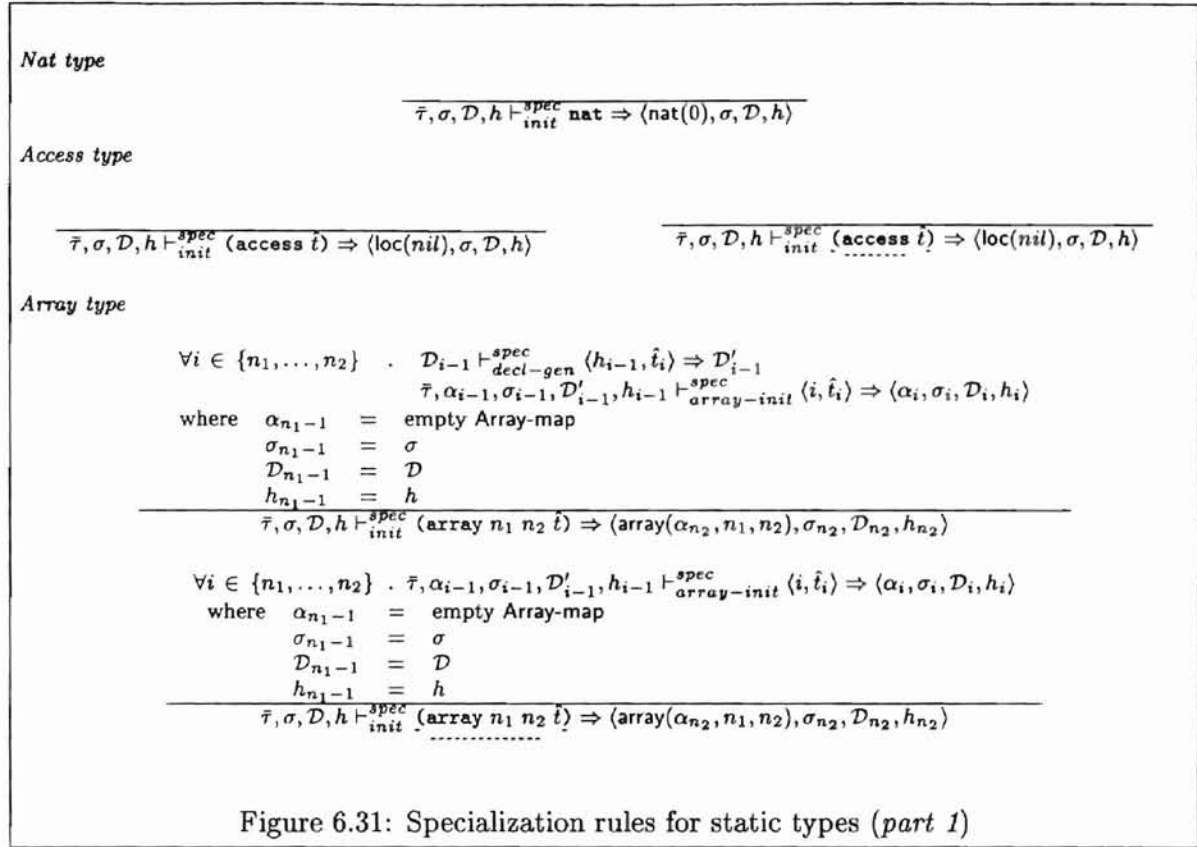 Nat type
τ̄, σ, 𝒟, h ⊢^{spec}_{init} nat ⇒ ⟨nat(0), σ, 𝒟, h⟩
Access type
τ̄, σ, 𝒟, h ⊢^{spec}_{init} (access t̂) ⇒ ⟨loc(nil), σ, 𝒟, h⟩    τ̄, σ, 𝒟, h ⊢^{spec}_{init} (access t̂) ⇒ ⟨loc(nil), σ, 𝒟, h⟩
Array type
∀i ∈ {n₁, …, n₂} . 𝒟_{i−1} ⊢^{spec}_{decl−gen} ⟨h_{i−1}, t̂_i⟩ ⇒ 𝒟′_{i−1}
τ̄, α_{i−1}, σ_{i−1}, 𝒟′_{i−1}, h_{i−1} ⊢^{spec}_{array−init} ⟨i, t̂_i⟩ ⇒ ⟨α_i, σ_i, 𝒟_i, h_i⟩
where α_{n₁−1} = empty Array-map
σ_{n₁−1} = σ
𝒟_{n₁−1} = 𝒟
h_{n₁−1} = h
τ̄, σ, 𝒟, h ⊢^{spec}_{init} (array n₁ n₂ t̂) ⇒ ⟨array(α_{n₂}, n₁, n₂), σ_{n₂}, 𝒟_{n₂}, h_{n₂}⟩
∀i ∈ {n₁, …, n₂} . τ̄, α_{i−1}, σ_{i−1}, 𝒟′_{i−1}, h_{i−1} ⊢^{spec}_{array−init} ⟨i, t̂_i⟩ ⇒ ⟨α_i, σ_i, 𝒟_i, h_i⟩
where α_{n₁−1} = empty Array-map
σ_{n₁−1} = σ
𝒟_{n₁−1} = 𝒟
h_{n₁−1} = h
τ̄, σ, 𝒟, h ⊢^{spec}_{init} (array n₁ n₂ t̂) ⇒ ⟨array(α_{n₂}, n₁, n₂), σ_{n₂}, 𝒟_{n₂}, h_{n₂}⟩
Figure 6.31: Specialization rules for static types (part 1)